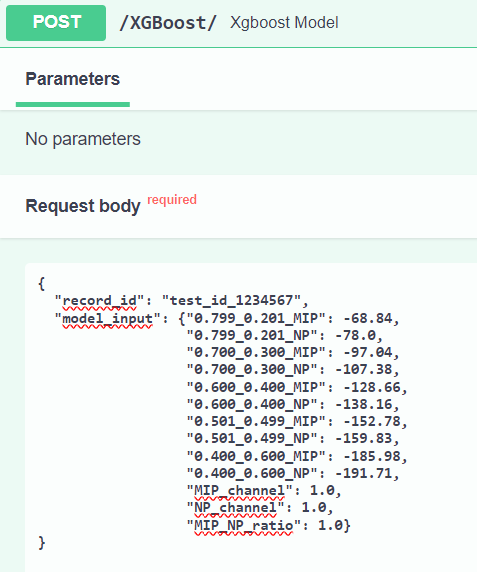 POST /XGBoost/ Xgboost Model
Parameters
No parameters
Request body required
{
"record_id": "test_id_1234567",
"model_input": {"0.799_0.201_MIP": -68.84,
"0.799_0.201_NP": -78.0,
"0.700_0.300_MIP": -97.04,
"0.700_0.300_NP": -107.38,
"0.600_0.400_MIP": -128.66,
"0.600_0.400_NP": -138.16,
"0.501_0.499_MIP": -152.78,
"0.501_0.499_NP": -159.83,
"0.400_0.600_MIP": -185.98,
"0.400_0.600_NP": -191.71,
"MIP_channel": 1.0,
"NP_channel": 1.0,
"MIP_NP_ratio": 1.0}
}